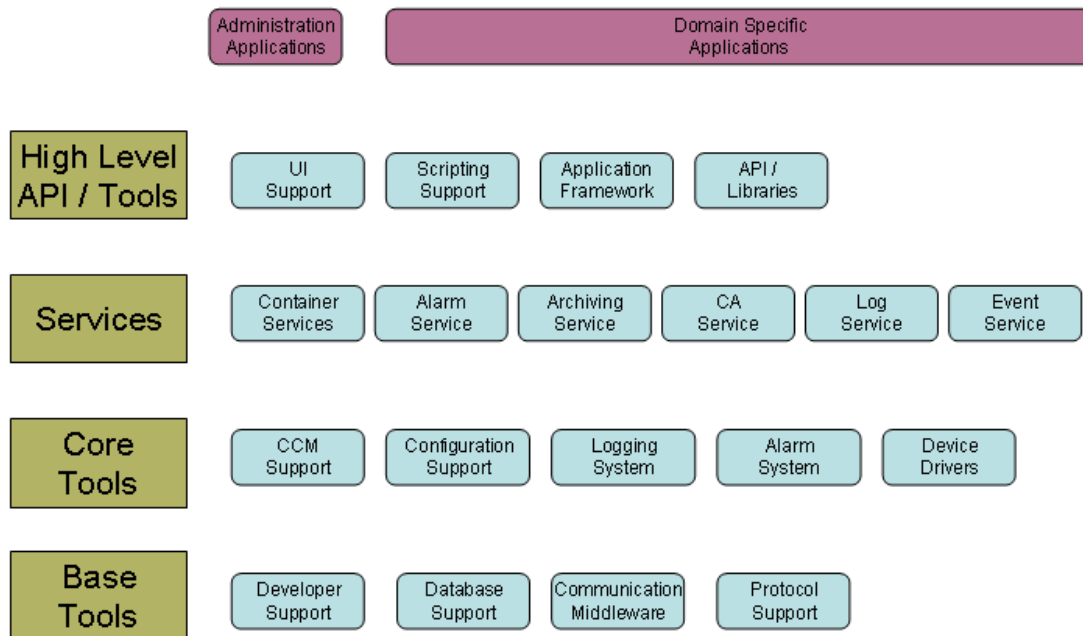 Administration
Applications
Domain Specific
Applications
High Level
API / Tools
UI
Support
Scripting
Support
Application
Framework
API /
Libraries
Services
Container
Services
Alarm
Service
Archiving
Service
CA
Service
Log
Service
Event
Service
Core
Tools
CCM
Support
Configuration
Support
Logging
System
Alarm
System
Device
Drivers
Base
Tools
Developer
Support
Database
Support
Communication
Middleware
Protocol
Support